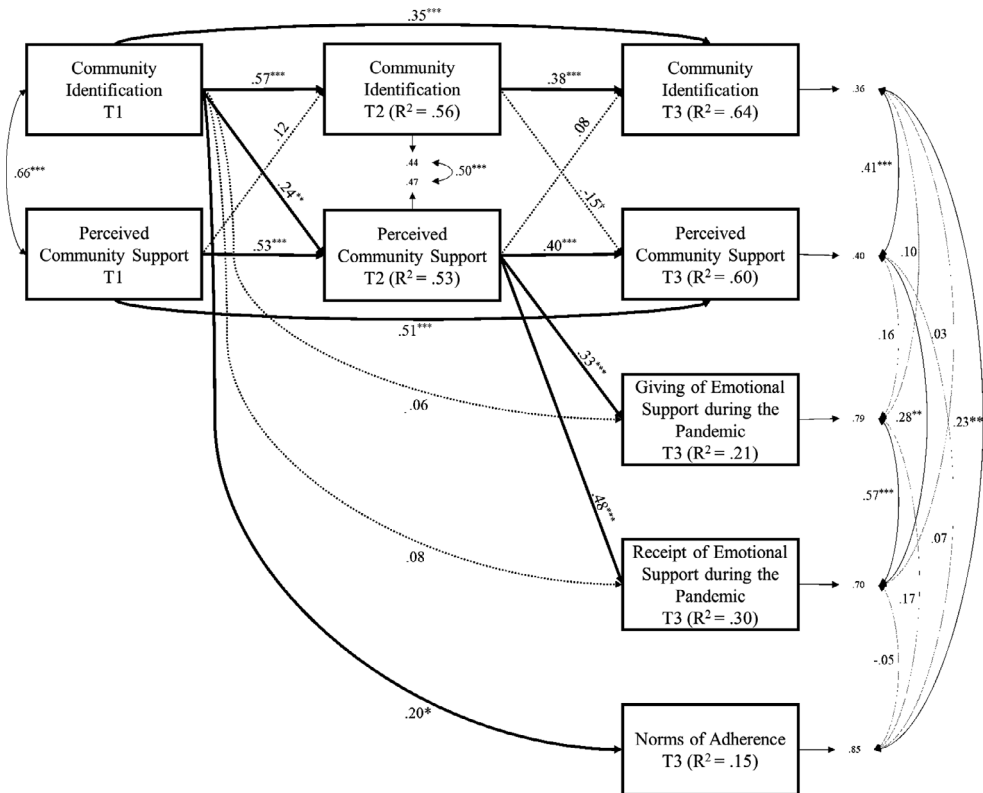 .35***
Community
Identification
T1
.57***
Community
Identification
T2 (R² = .56)
.38***
Community
Identification
T3 (R² = .64)
.36
.66***
.12
.24**
.44
.47
.50***
.08
-.15†
.41***
.10
Perceived
Community Support
T1
.53***
Perceived
Community Support
T2 (R² = .53)
.40***
Perceived
Community Support
T3 (R² = .60)
.40
.51***
.16
.03
.33***
.06
Giving of Emotional
Support during the
Pandemic
T3 (R² = .21)
.79
.28**
.23**
.48***
.57***
.08
Receipt of Emotional
Support during the
Pandemic
T3 (R² = .30)
.70
.07
.17
-.05
.20*
Norms of Adherence
T3 (R² = .15)
.85